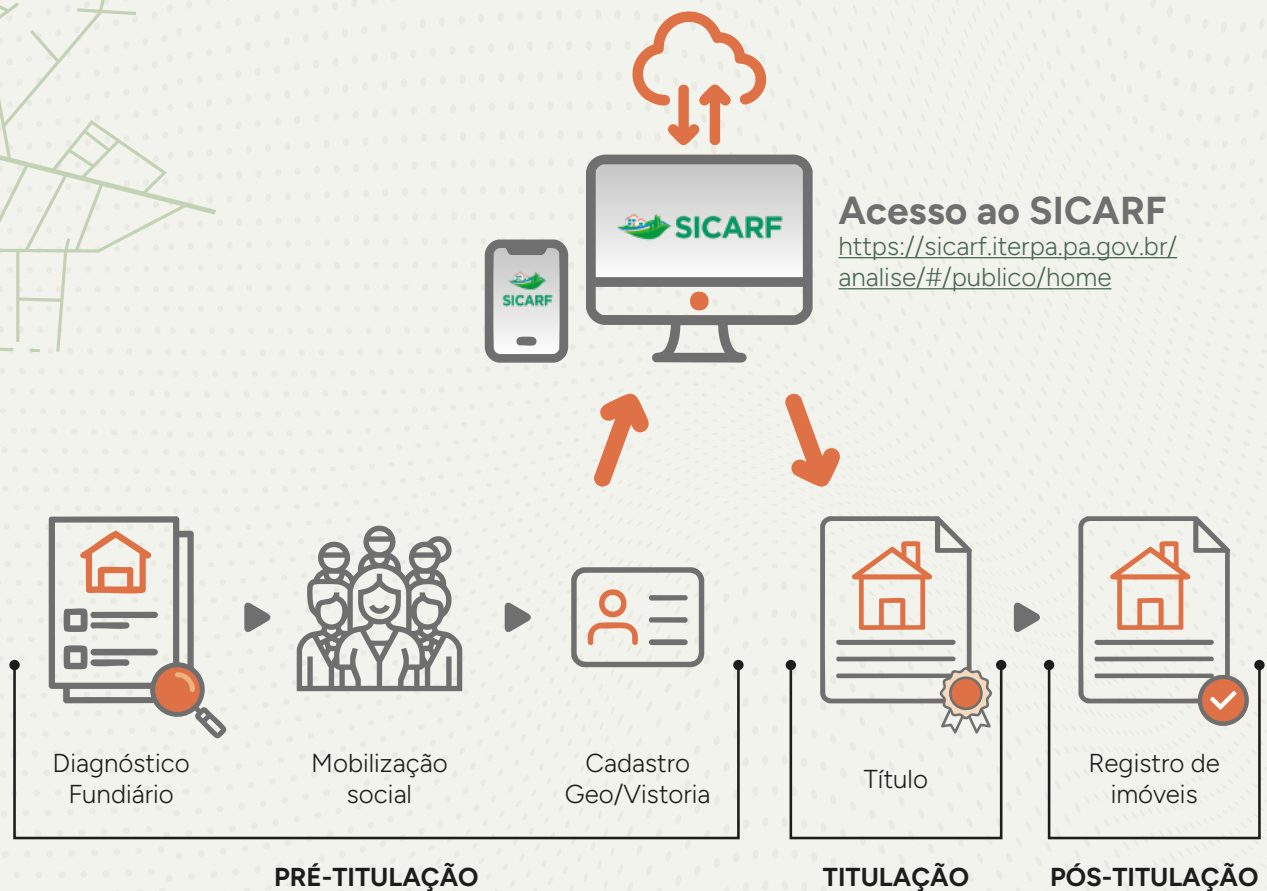 SICARF
SICARF
Acesso ao SICARF
https://sicarf.iterpa.pa.gov.br/
analise/#/publico/home
Diagnóstico
Fundiário
Mobilização
social
Cadastro
Geo/Vistoria
Título
Registro de
imóveis
PRÉ-TITULAÇÃO
TITULAÇÃO
PÓS-TITULAÇÃO